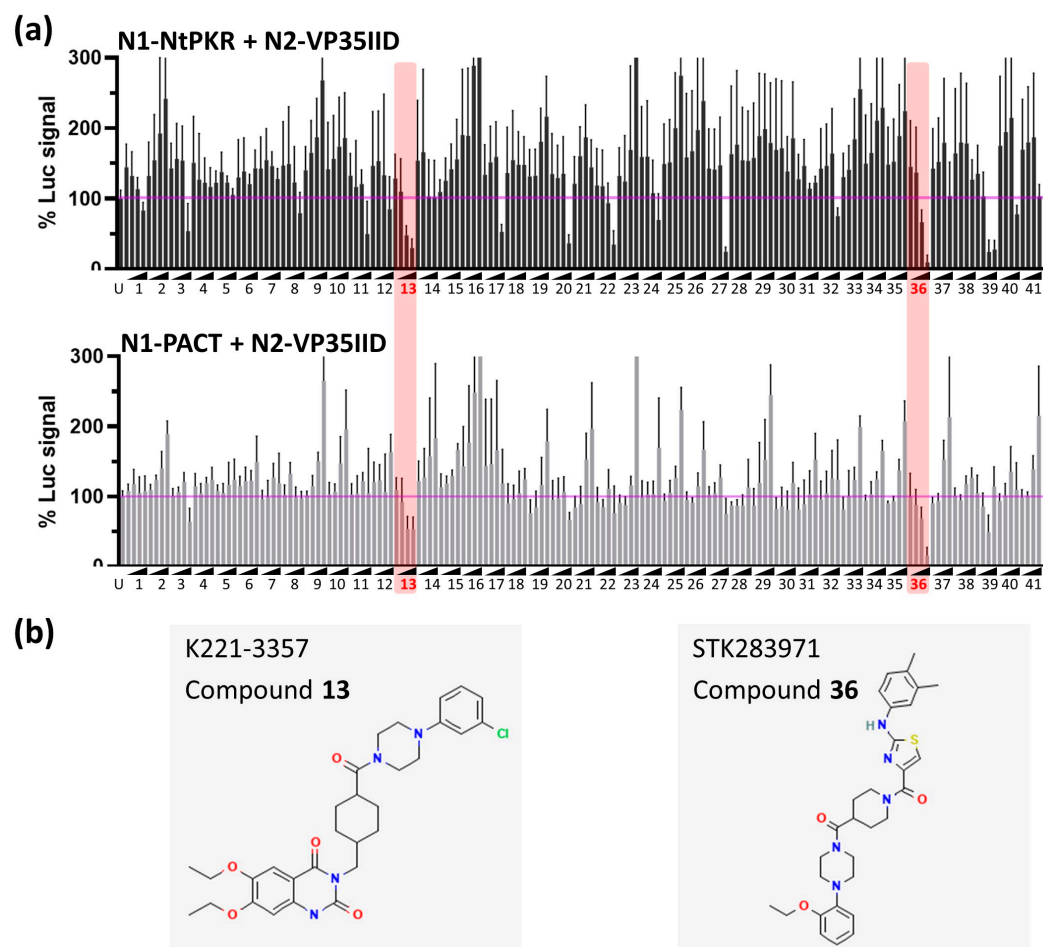 (a)
N1-NtPKR + N2-VP35IID
% Luc signal
300
200
100
0
U 1 2 3 4 5 6 7 8 9 10 11 12 13 14 15 16 17 18 19 20 21 22 23 24 25 26 27 28 29 30 31 32 33 34 35 36 37 38 39 40 41
N1-PACT + N2-VP35IID
% Luc signal
300
200
100
0
U 1 2 3 4 5 6 7 8 9 10 11 12 13 14 15 16 17 18 19 20 21 22 23 24 25 26 27 28 29 30 31 32 33 34 35 36 37 38 39 40 41
(b)
K221-3357
Compound 13
Cl
N
N
O
O
O
O
N
N
O
STK283971
Compound 36
H N
S
N
N
O
O
N
N
O